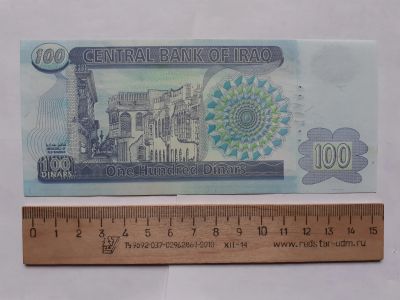 100
CENTRAL BANK OF IRAQ
100
DINARS
One Hundred Dinars
100
0 1 2 3 4 5 6 7 8 9 10 11 12 13 14 15
XII-14 www.redstar-udm.ru